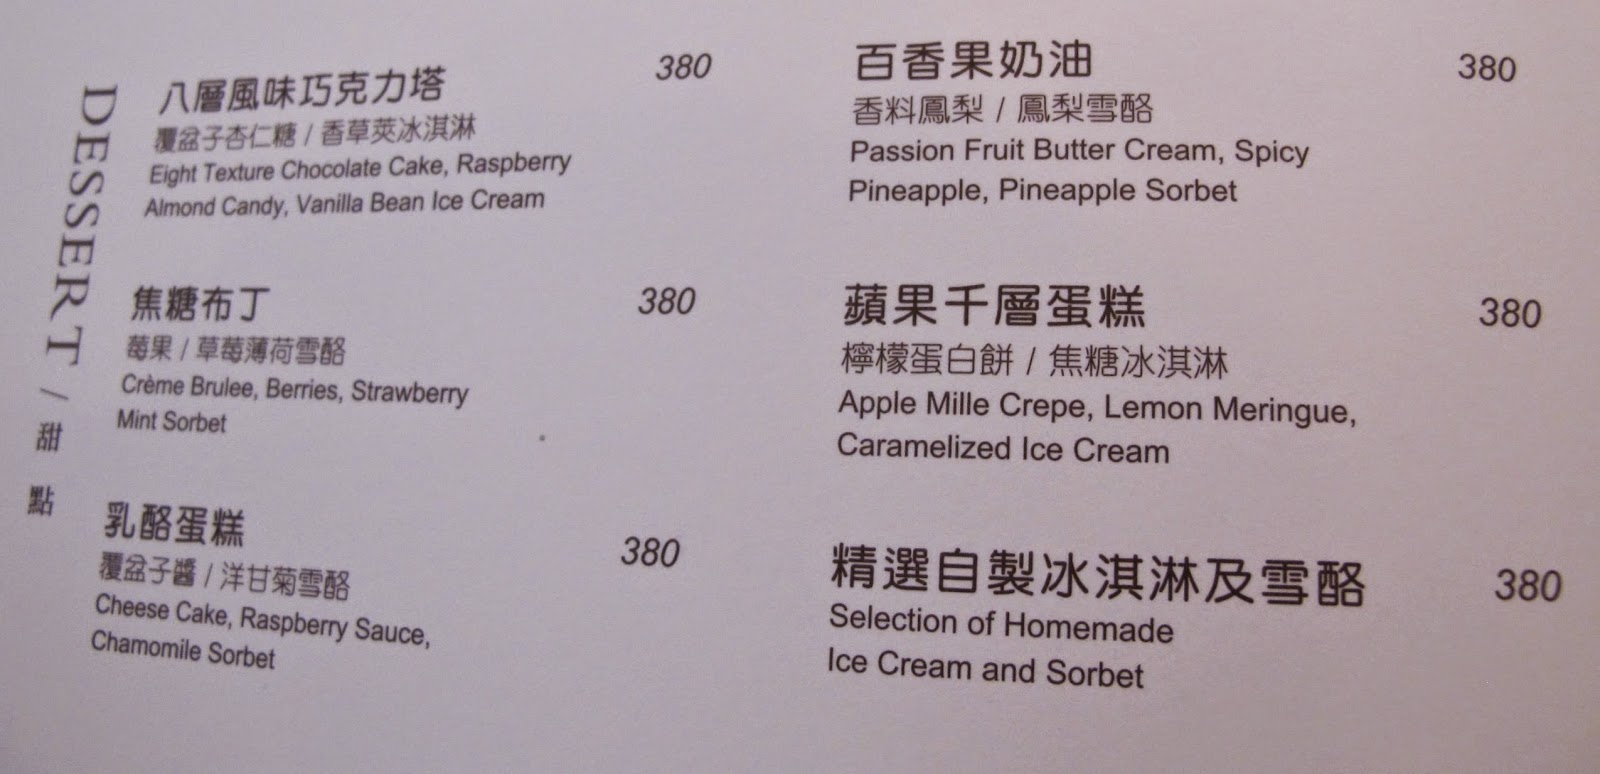 DESSERT / 甜點
八層風味巧克力塔 380
覆盆子杏仁糖 / 香草莢冰淇淋
Eight Texture Chocolate Cake, Raspberry
Almond Candy, Vanilla Bean Ice Cream
焦糖布丁 380
莓果 / 草莓薄荷雪酪
Crème Brulee, Berries, Strawberry
Mint Sorbet
乳酪蛋糕 380
覆盆子醬 / 洋甘菊雪酪
Cheese Cake, Raspberry Sauce,
Chamomile Sorbet
百香果奶油 380
香料鳳梨 / 鳳梨雪酪
Passion Fruit Butter Cream, Spicy
Pineapple, Pineapple Sorbet
蘋果千層蛋糕 380
檸檬蛋白餅 / 焦糖冰淇淋
Apple Mille Crepe, Lemon Meringue,
Caramelized Ice Cream
精選自製冰淇淋及雪酪 380
Selection of Homemade
Ice Cream and Sorbet